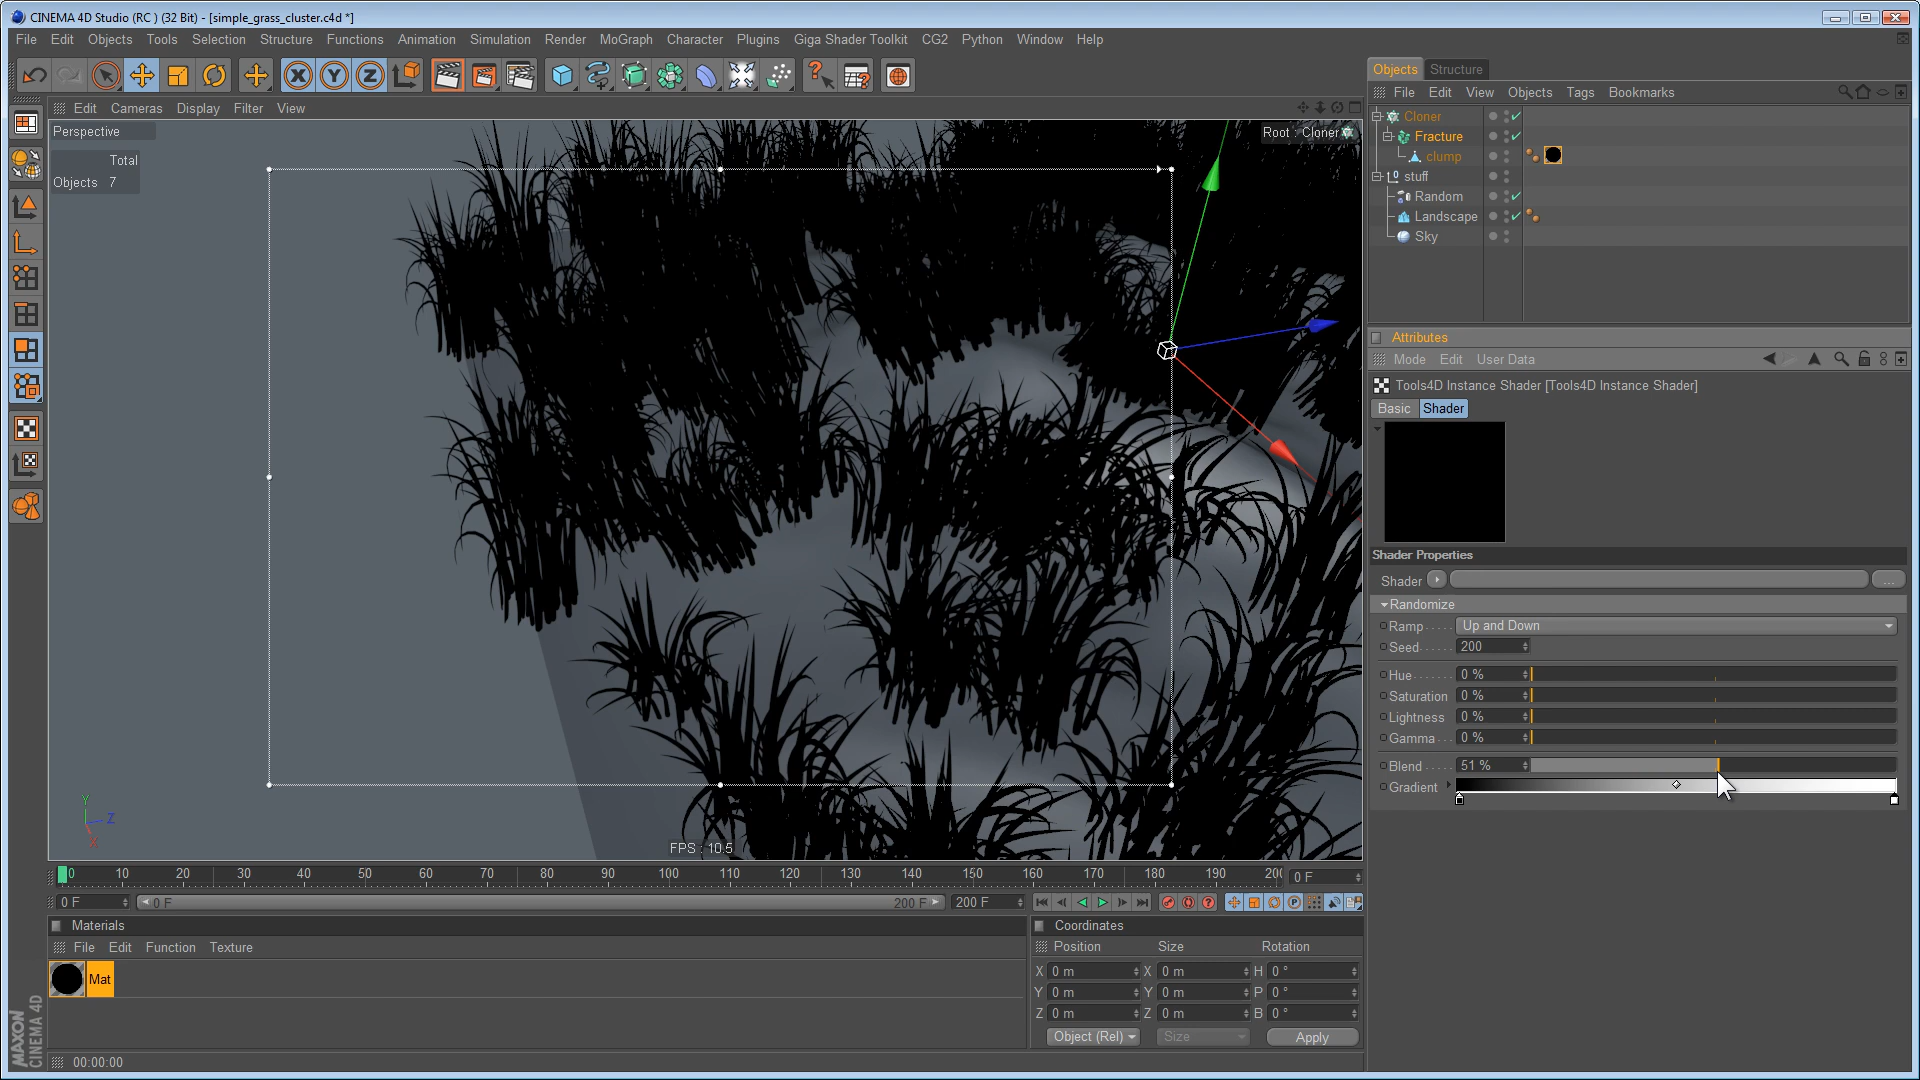 CINEMA 4D Studio (RC ) (32 Bit) - [simple_grass_cluster.c4d *]
File Edit Objects Tools Selection Structure Functions Animation Simulation Render MoGraph Character Plugins Giga Shader Toolkit CG2 Python Window Help
Edit Cameras Display Filter View
Perspective
Root : Cloner
Total
Objects 7
FPS : 10.5
Y
Z
X
0 10 20 30 40 50 60 70 80 90 100 110 120 130 140 150 160 170 180 190 20
0 F
0 F
0 F
200 F
200 F
Materials
File Edit Function Texture
Mat
MAXON
CINEMA 4D
00:00:00
Coordinates
Position Size Rotation
X 0 m X 0 m H 0 °
Y 0 m Y 0 m P 0 °
Z 0 m Z 0 m B 0 °
Object (Rel) Size Apply
Objects Structure
File Edit View Objects Tags Bookmarks
Cloner
Fracture
clump
stuff
Random
Landscape
Sky
Attributes
Mode Edit User Data
Tools4D Instance Shader [Tools4D Instance Shader]
Basic Shader
Shader Properties
Shader ...
Randomize
Ramp Up and Down
Seed 200
Hue 0 %
Saturation 0 %
Lightness 0 %
Gamma 0 %
Blend 51 %
Gradient